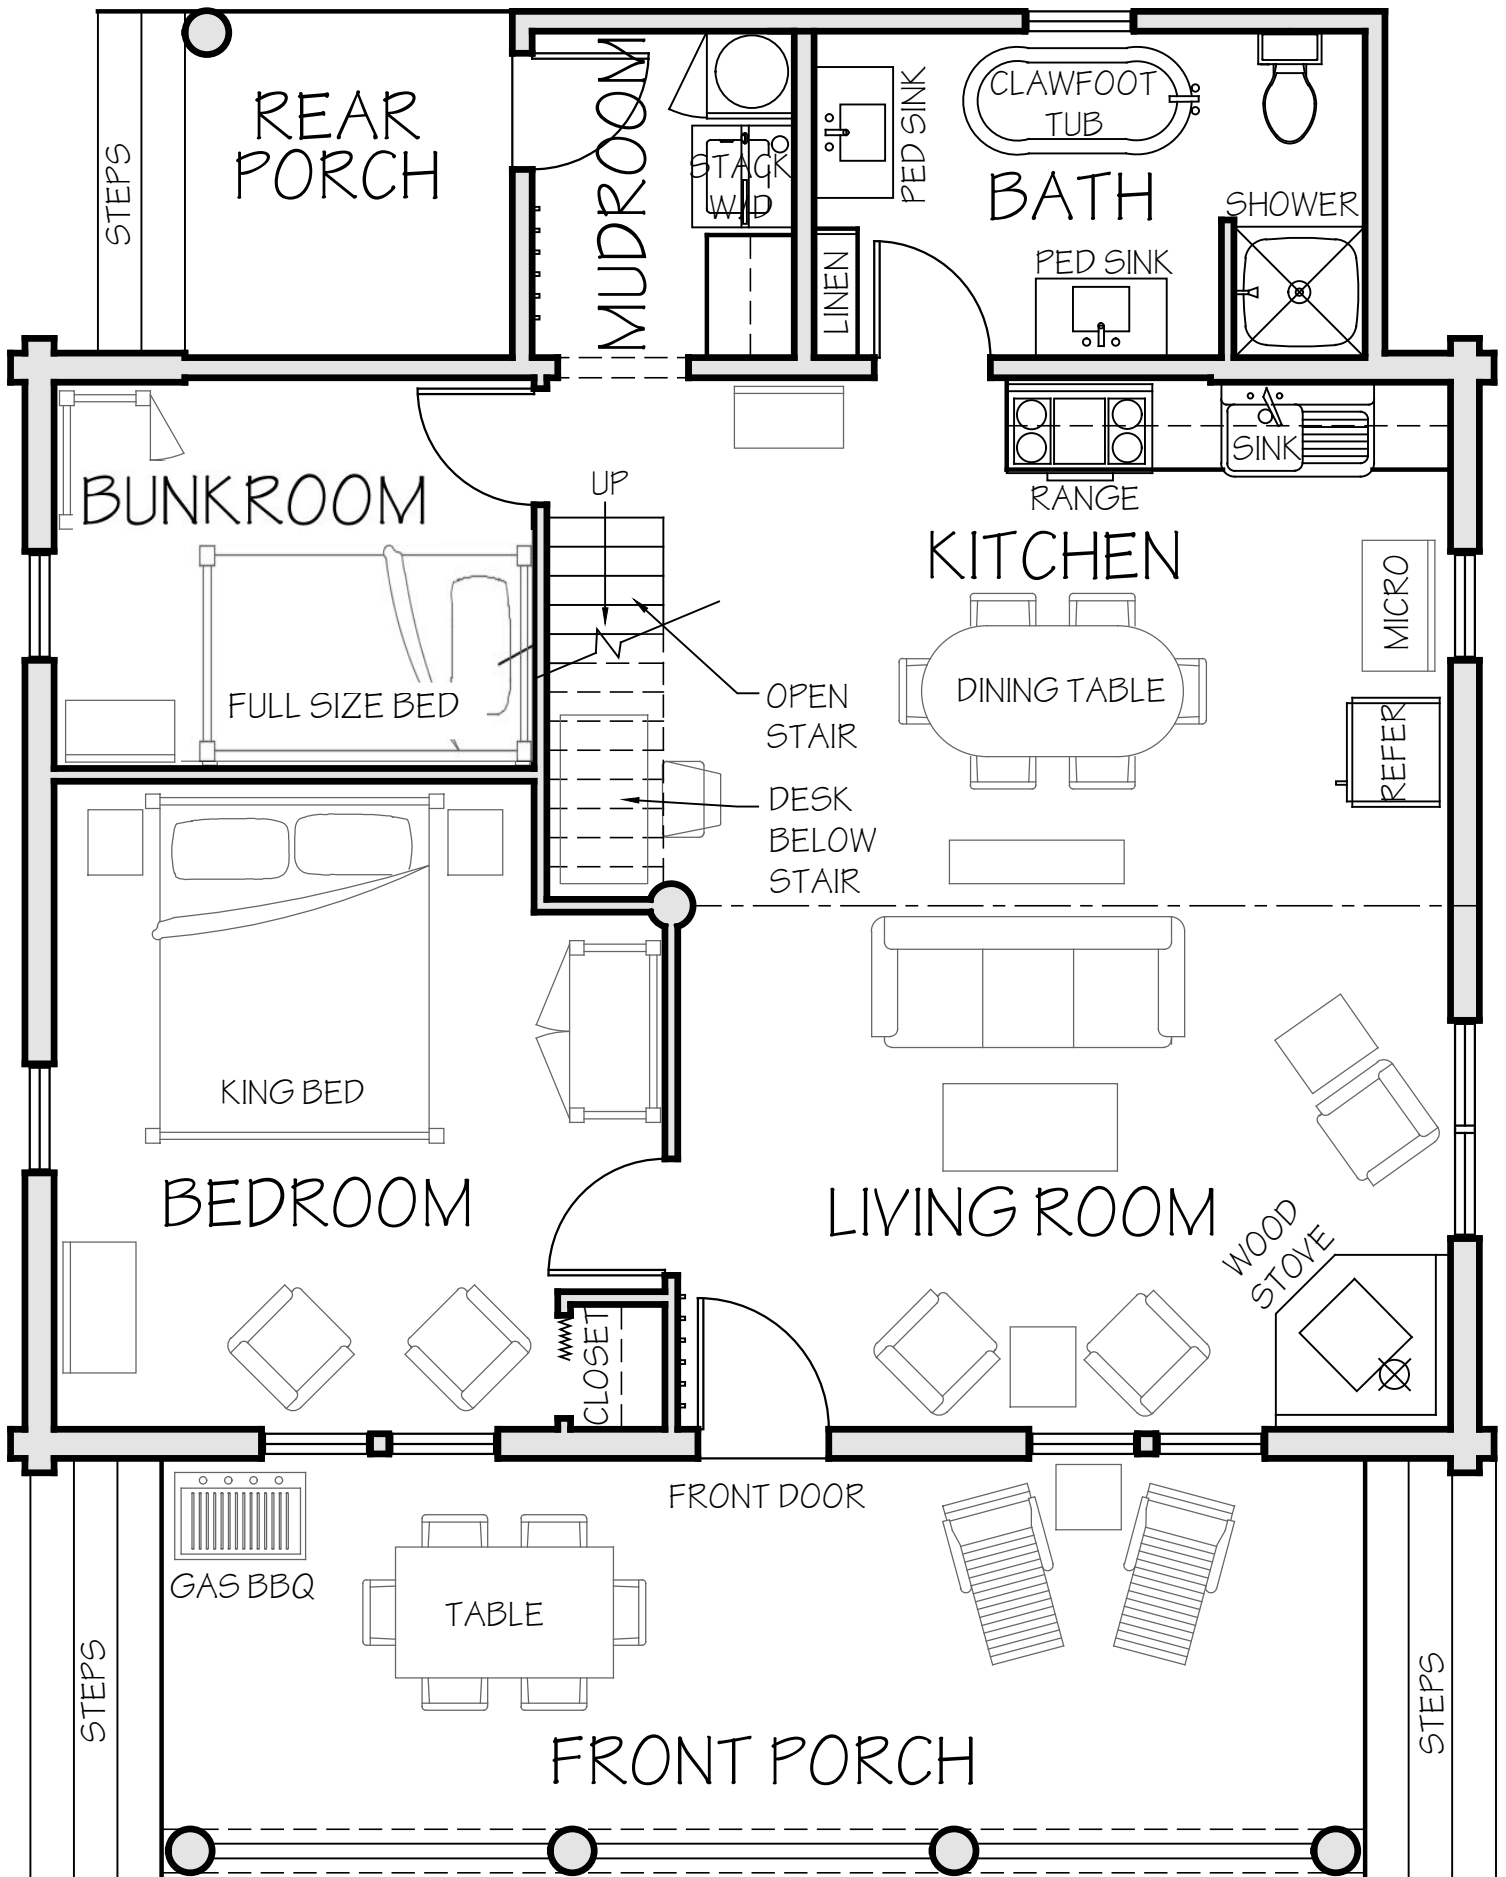 REAR
PORCH
STEPS
MUDROOM
STACK
W/D
PED SINK
CLAWFOOT
TUB
BATH
SHOWER
PED SINK
LINEN
BUNKROOM
UP
SINK
RANGE
KITCHEN
MICRO
FULL SIZE BED
OPEN
STAIR
DINING TABLE
REFER
DESK
BELOW
STAIR
KING BED
BEDROOM
LIVING ROOM
WOOD
STOVE
CLOSET
FRONT DOOR
GAS BBQ
TABLE
STEPS
STEPS
FRONT PORCH